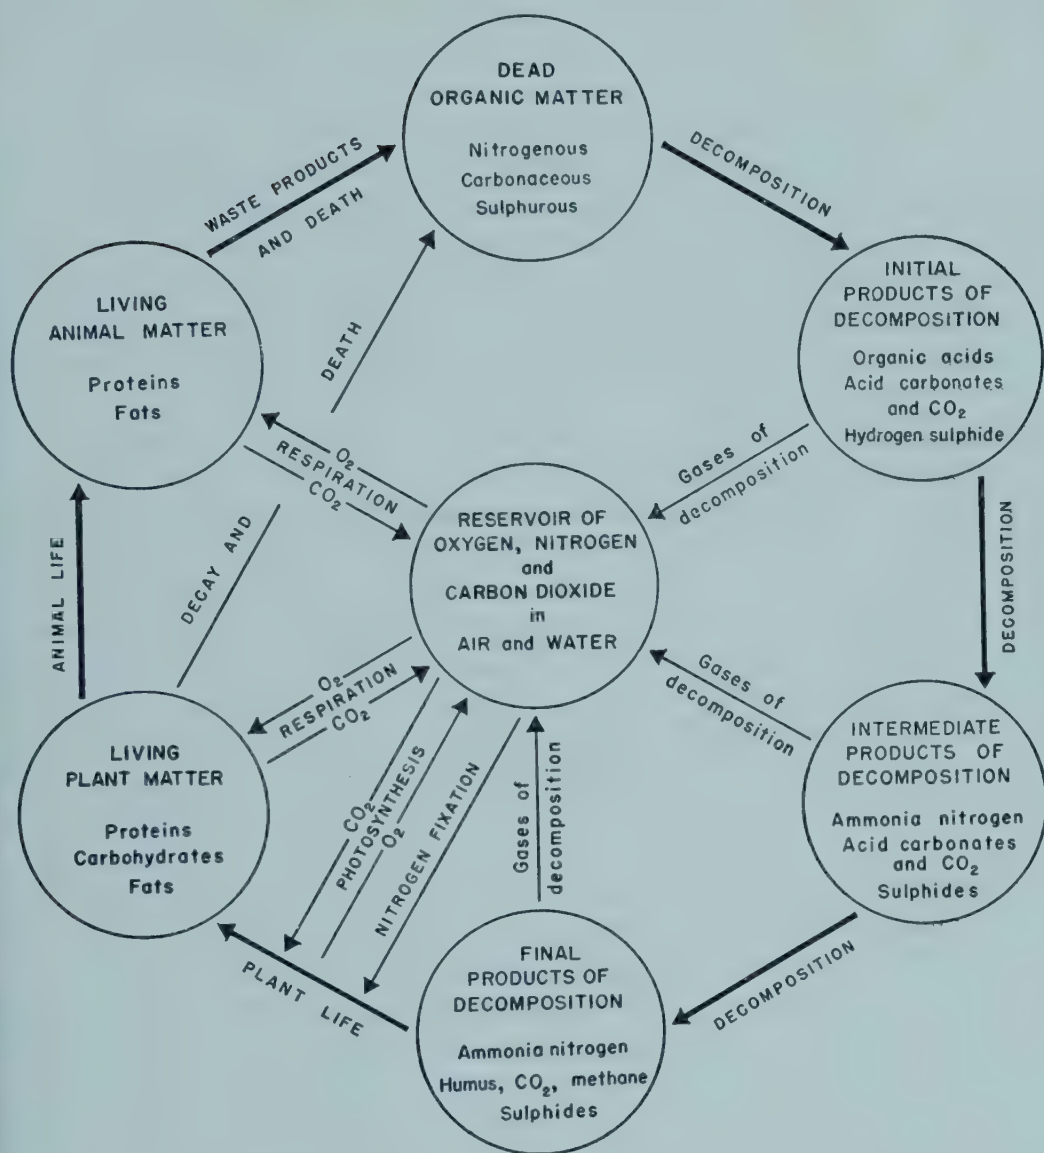 DEAD
ORGANIC MATTER
Nitrogenous
Carbonaceous
Sulphurous
WASTE PRODUCTS
AND DEATH
DECOMPOSITION
LIVING
ANIMAL MATTER
Proteins
Fats
INITIAL
PRODUCTS OF
DECOMPOSITION
Organic acids
Acid carbonates
and CO₂
Hydrogen sulphide
DECAY AND DEATH
O₂
RESPIRATION
CO₂
Gases of
decomposition
RESERVOIR OF
OXYGEN, NITROGEN
and
CARBON DIOXIDE
in
AIR and WATER
ANIMAL LIFE
DECOMPOSITION
O₂
RESPIRATION
CO₂
Gases of
decomposition
LIVING
PLANT MATTER
Proteins
Carbohydrates
Fats
INTERMEDIATE
PRODUCTS OF
DECOMPOSITION
Ammonia nitrogen
Acid carbonates
and CO₂
Sulphides
CO₂
PHOTOSYNTHESIS
O₂
NITROGEN FIXATION
Gases of
decomposition
PLANT LIFE
DECOMPOSITION
FINAL
PRODUCTS OF
DECOMPOSITION
Ammonia nitrogen
Humus, CO₂, methane
Sulphides